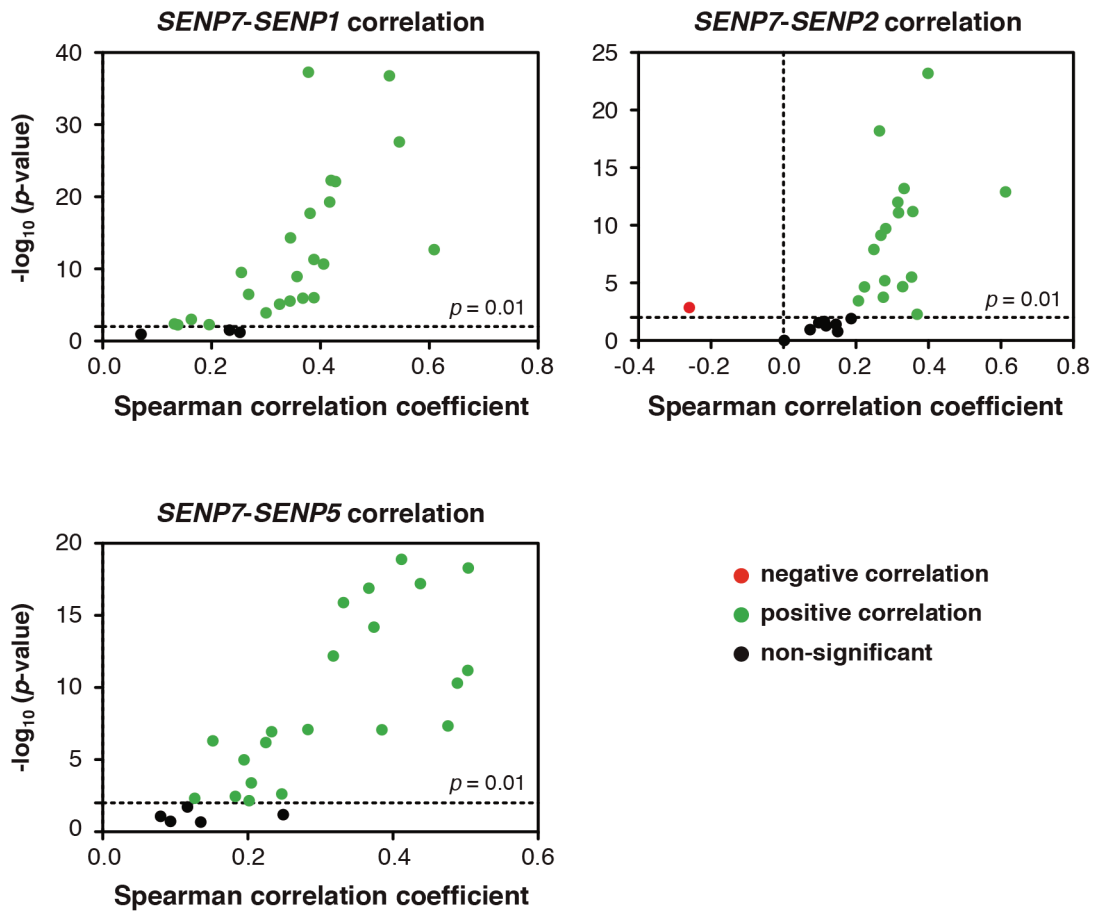 SENP7-SENP1 correlation
40
30
20
10
0
-log10 (p-value)
p = 0.01
0.0 0.2 0.4 0.6 0.8
Spearman correlation coefficient
SENP7-SENP2 correlation
25
20
15
10
5
0
p = 0.01
-0.4 -0.2 0.0 0.2 0.4 0.6 0.8
Spearman correlation coefficient
SENP7-SENP5 correlation
20
15
10
5
0
-log10 (p-value)
p = 0.01
0.0 0.2 0.4 0.6
Spearman correlation coefficient
negative correlation
positive correlation
non-significant